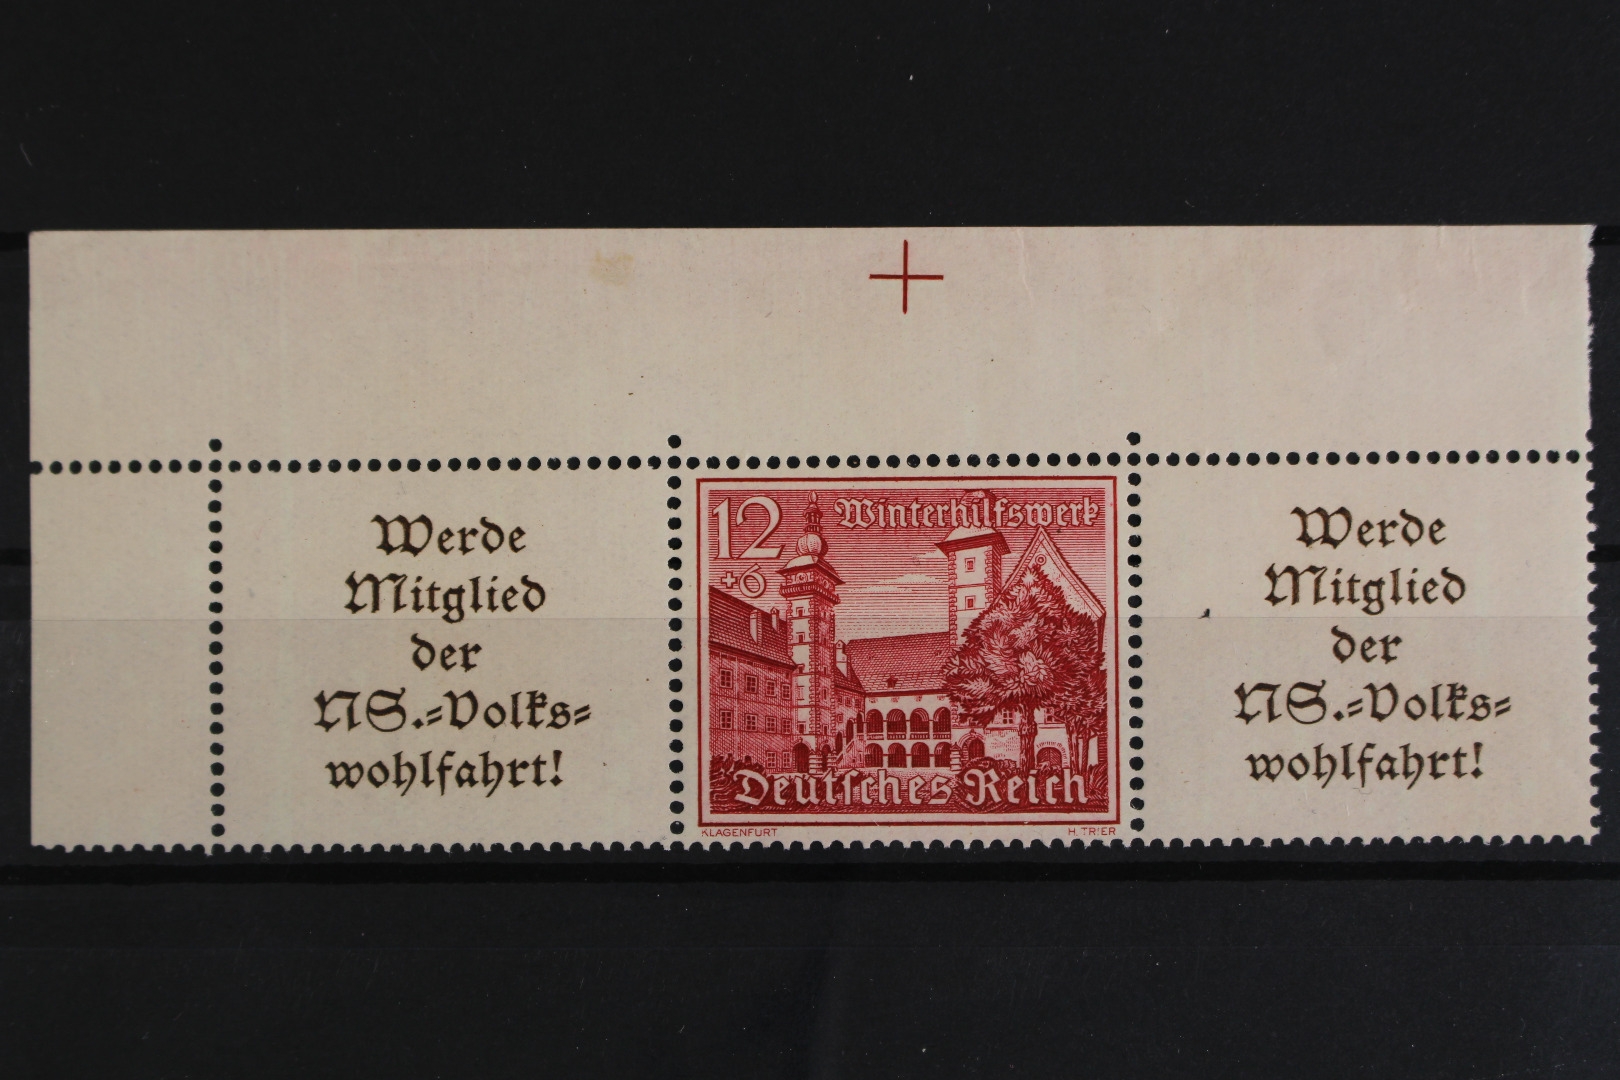 Werde
Mitglied
der
NS.-Volks-
wohlfahrt!
12
+6
Winterhilfswerk
Deutsches Reich
KLAGENFURT
H. TRIER
Werde
Mitglied
der
NS.-Volks-
wohlfahrt!